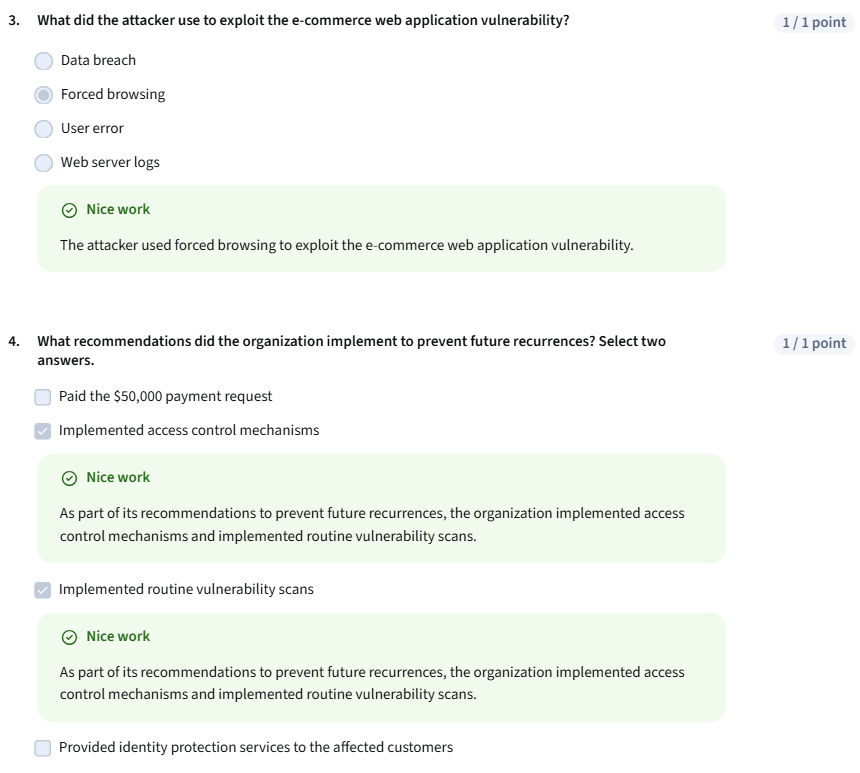 3. What did the attacker use to exploit the e-commerce web application vulnerability?
1 / 1 point
Data breach
Forced browsing
User error
Web server logs
Nice work
The attacker used forced browsing to exploit the e-commerce web application vulnerability.
4. What recommendations did the organization implement to prevent future recurrences? Select two
answers.
1 / 1 point
Paid the $50,000 payment request
Implemented access control mechanisms
Nice work
As part of its recommendations to prevent future recurrences, the organization implemented access
control mechanisms and implemented routine vulnerability scans.
Implemented routine vulnerability scans
Nice work
As part of its recommendations to prevent future recurrences, the organization implemented access
control mechanisms and implemented routine vulnerability scans.
Provided identity protection services to the affected customers